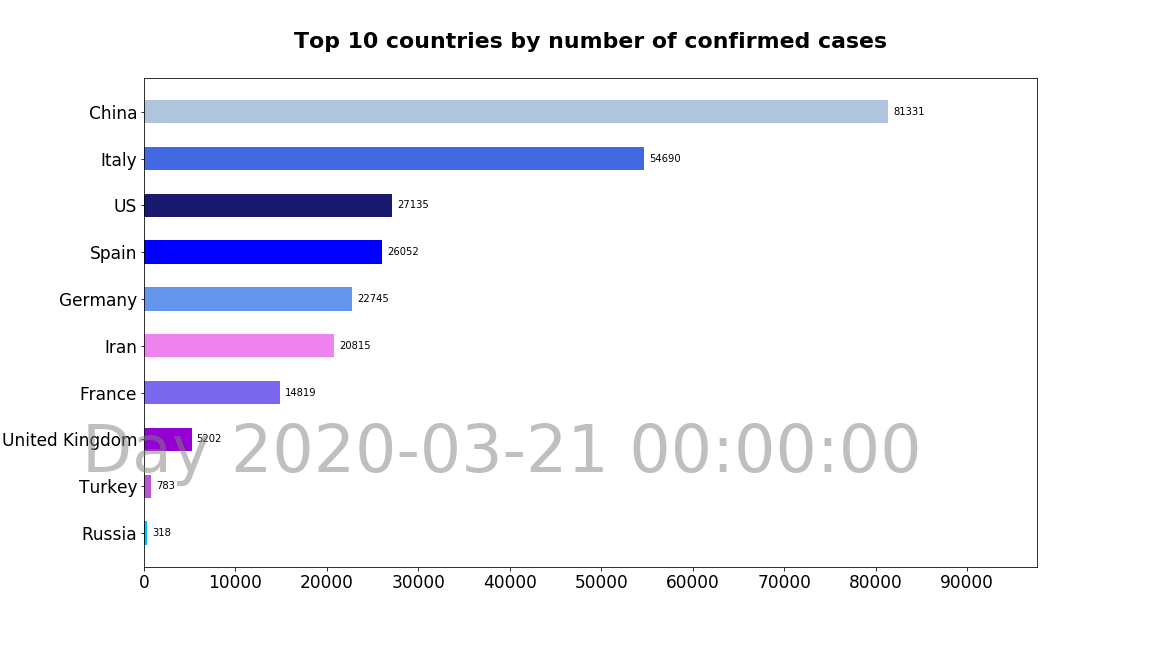 Top 10 countries by number of confirmed cases
China 81331
Italy 54690
US 27135
Spain 26052
Germany 22745
Iran 20815
France 14819
United Kingdom 5202
Day 2020-03-21 00:00:00
Turkey 783
Russia 318
0 10000 20000 30000 40000 50000 60000 70000 80000 90000